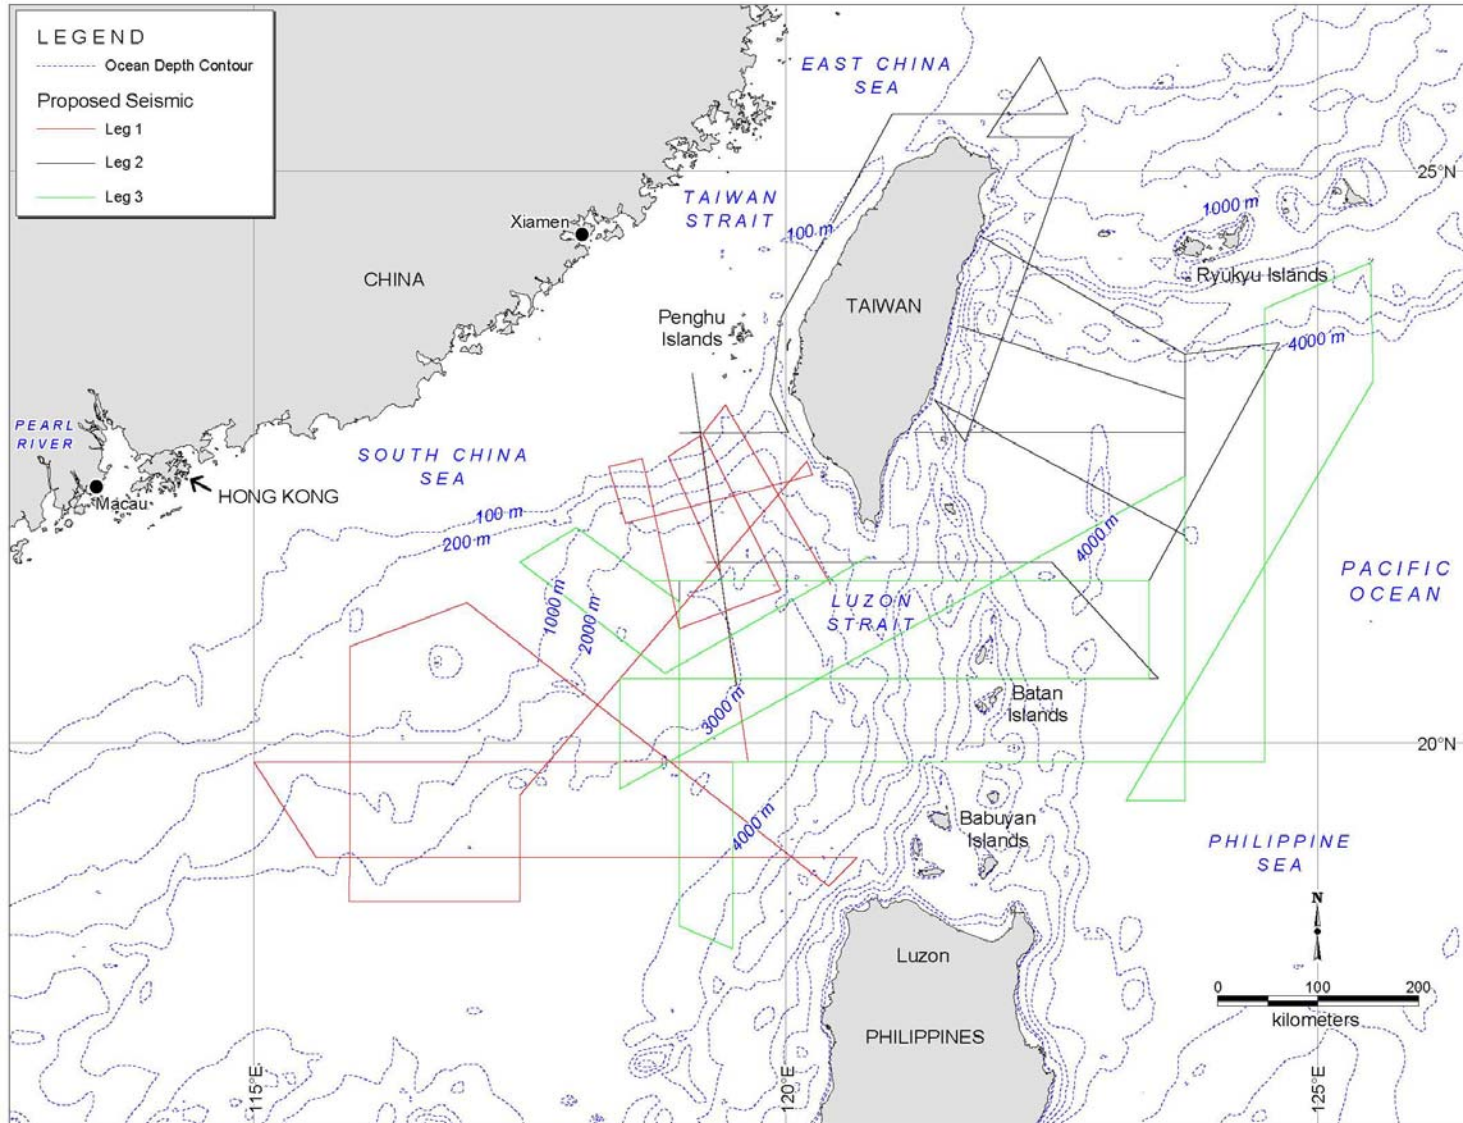 LEGEND
Ocean Depth Contour
Proposed Seismic
Leg 1
Leg 2
Leg 3
EAST CHINA
SEA
25°N
TAIWAN
STRAIT
1000 m
Xiamen
100 m
CHINA
Ryukyu Islands
TAIWAN
Penghu
Islands
4000 m
PEARL
RIVER
SOUTH CHINA
SEA
Macau
HONG KONG
100 m
200 m
4000 m
PACIFIC
OCEAN
1000 m
2000 m
LUZON
STRAIT
3000 m
Batan
Islands
20°N
4000 m
Babuyan
Islands
PHILIPPINE
SEA
N
Luzon
0 100 200
kilometers
PHILIPPINES
115°E
120°E
125°E